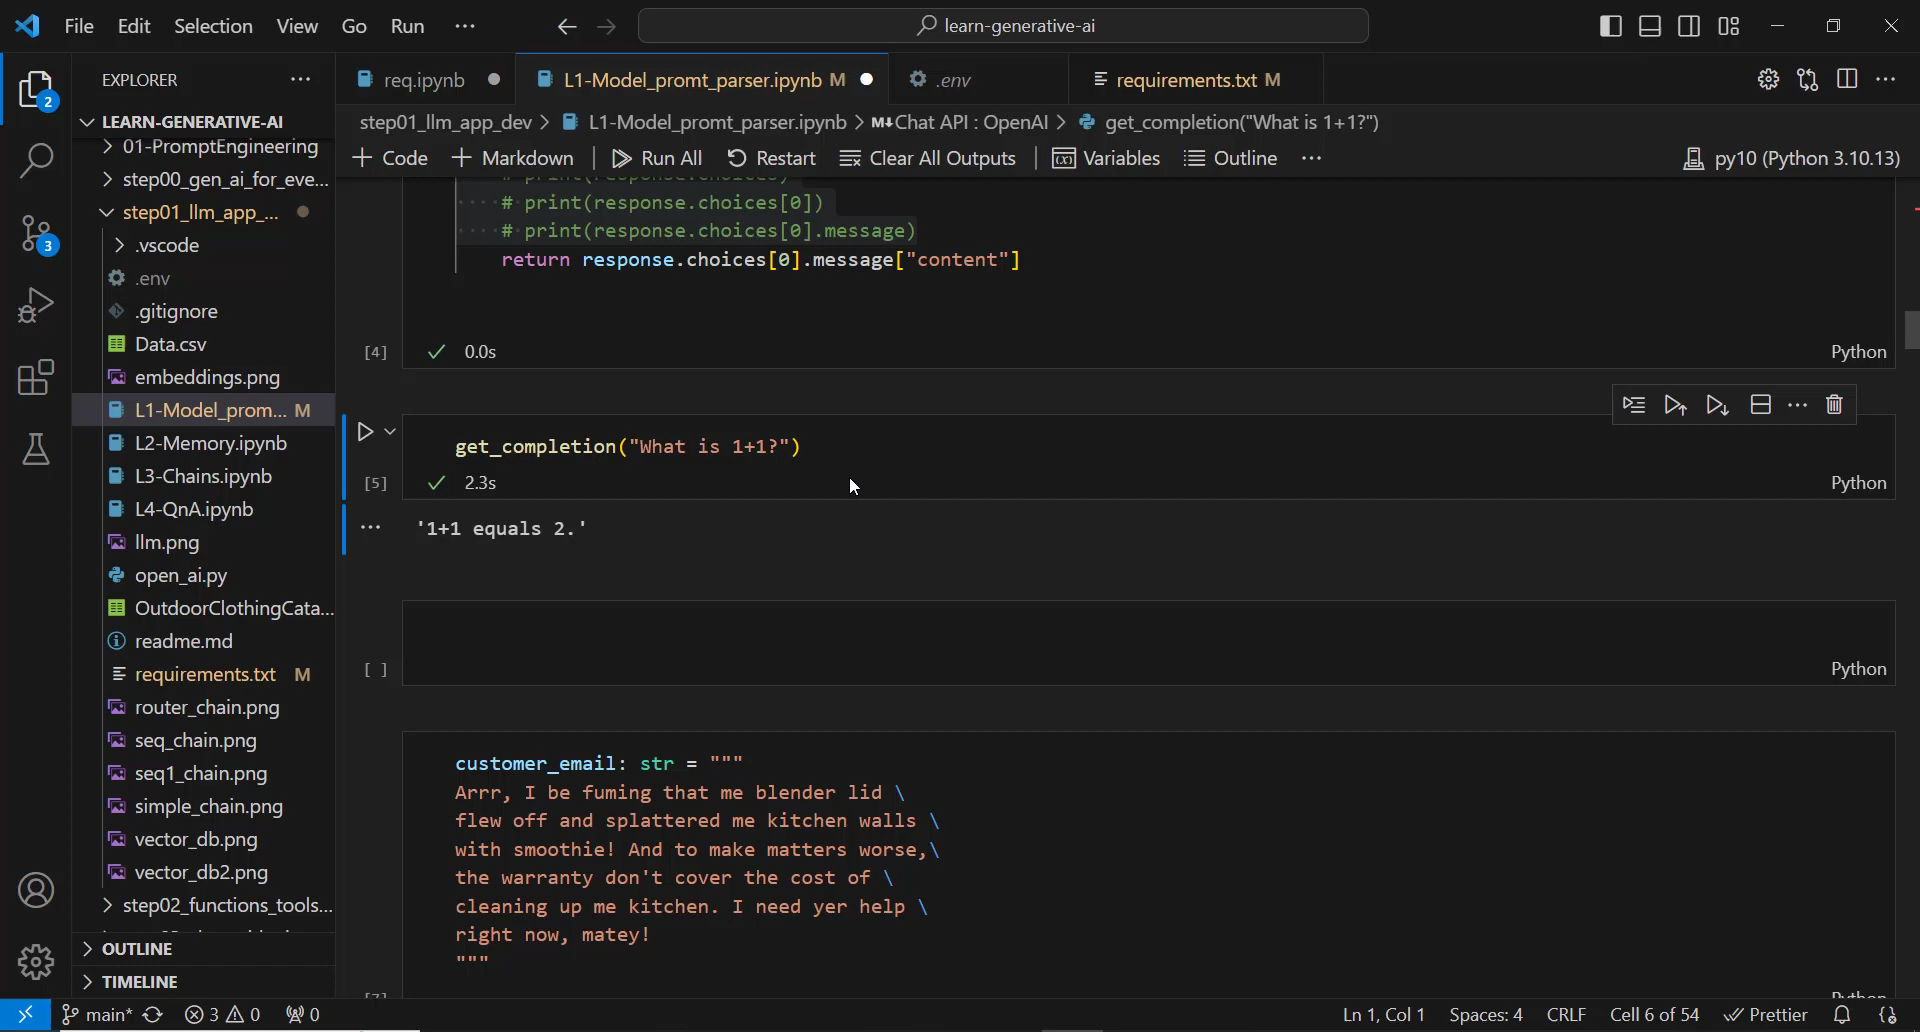 File Edit Selection View Go Run ...
learn-generative-ai
EXPLORER
LEARN-GENERATIVE-AI
01-PromptEngineering
step00_gen_ai_for_eve...
step01_llm_app_...
.vscode
.env
.gitignore
Data.csv
embeddings.png
L1-Model_prom... M
L2-Memory.ipynb
L3-Chains.ipynb
L4-QnA.ipynb
llm.png
open_ai.py
OutdoorClothingCata...
readme.md
requirements.txt M
router_chain.png
seq_chain.png
seq1_chain.png
simple_chain.png
vector_db.png
vector_db2.png
step02_functions_tools...
OUTLINE
TIMELINE
2
3
req.ipynb
L1-Model_promt_parser.ipynb M
.env
requirements.txt M
step01_llm_app_dev > L1-Model_promt_parser.ipynb > M↓Chat API : OpenAI > get_completion("What is 1+1?")
+ Code + Markdown Run All Restart Clear All Outputs Variables Outline ...
py10 (Python 3.10.13)
# print(response.choices)
# print(response.choices[0])
# print(response.choices[0].message)
return response.choices[0].message["content"]
[4] 0.0s Python
get_completion("What is 1+1?")
[5] 2.3s Python
'1+1 equals 2.'
[ ] Python
customer_email: str = """
Arrr, I be fuming that me blender lid \
flew off and splattered me kitchen walls \
with smoothie! And to make matters worse,\
the warranty don't cover the cost of \
cleaning up me kitchen. I need yer help \
right now, matey!
"""
[7] Python
main* 3 0 0
Ln 1, Col 1 Spaces: 4 CRLF Cell 6 of 54 Prettier